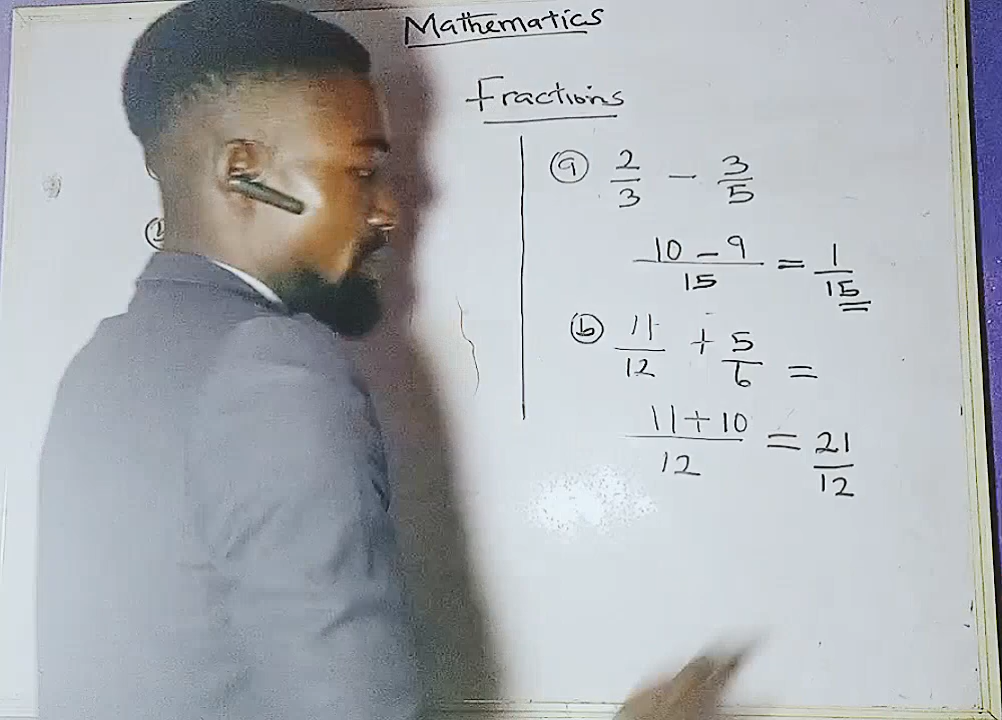 Mathematics
Fractions
(a) 2/3 - 3/5
10 - 9/15 = 1/15
(b) 11/12 + 5/6 =
11 + 10/12 = 21/12